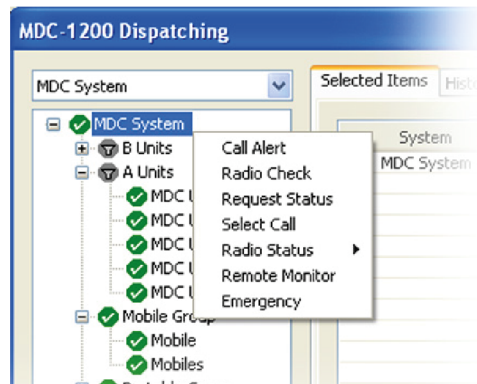 MDC-1200 Dispatching
MDC System
Selected Items
MDC System
B Units
A Units
MDC
MDC
MDC
MDC
MDC
Mobile Group
Mobile
Mobiles
Call Alert
Radio Check
Request Status
Select Call
Radio Status
Remote Monitor
Emergency
System
MDC System